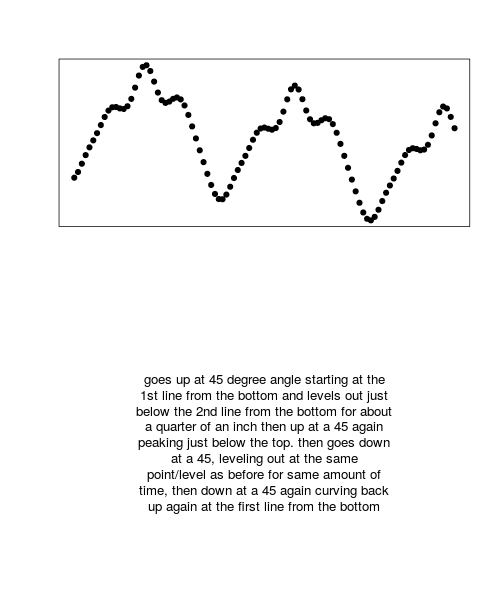 goes up at 45 degree angle starting at the
1st line from the bottom and levels out just
below the 2nd line from the bottom for about
a quarter of an inch then up at a 45 again
peaking just below the top. then goes down
at a 45, leveling out at the same
point/level as before for same amount of
time, then down at a 45 again curving back
up again at the first line from the bottom